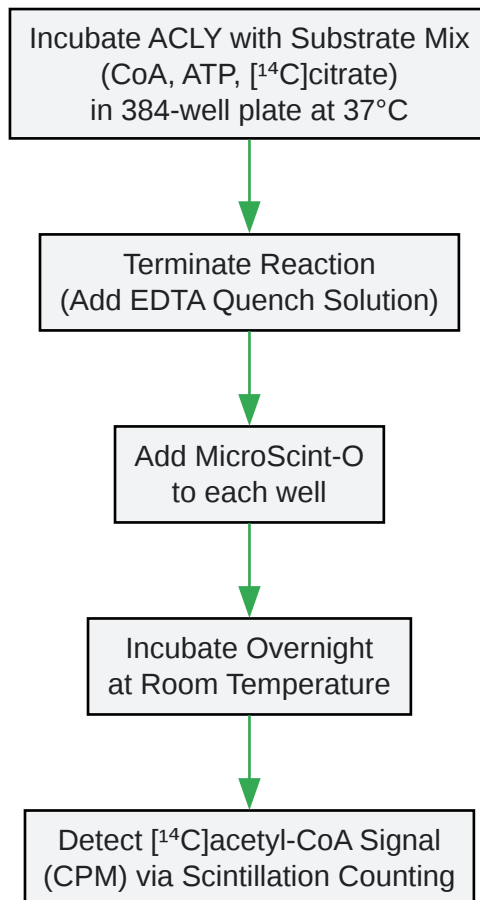 Incubate ACLY with Substrate Mix
(CoA, ATP, [¹⁴C]citrate)
in 384-well plate at 37°C
Terminate Reaction
(Add EDTA Quench Solution)
Add MicroScint-O
to each well
Incubate Overnight
at Room Temperature
Detect [¹⁴C]acetyl-CoA Signal
(CPM) via Scintillation Counting